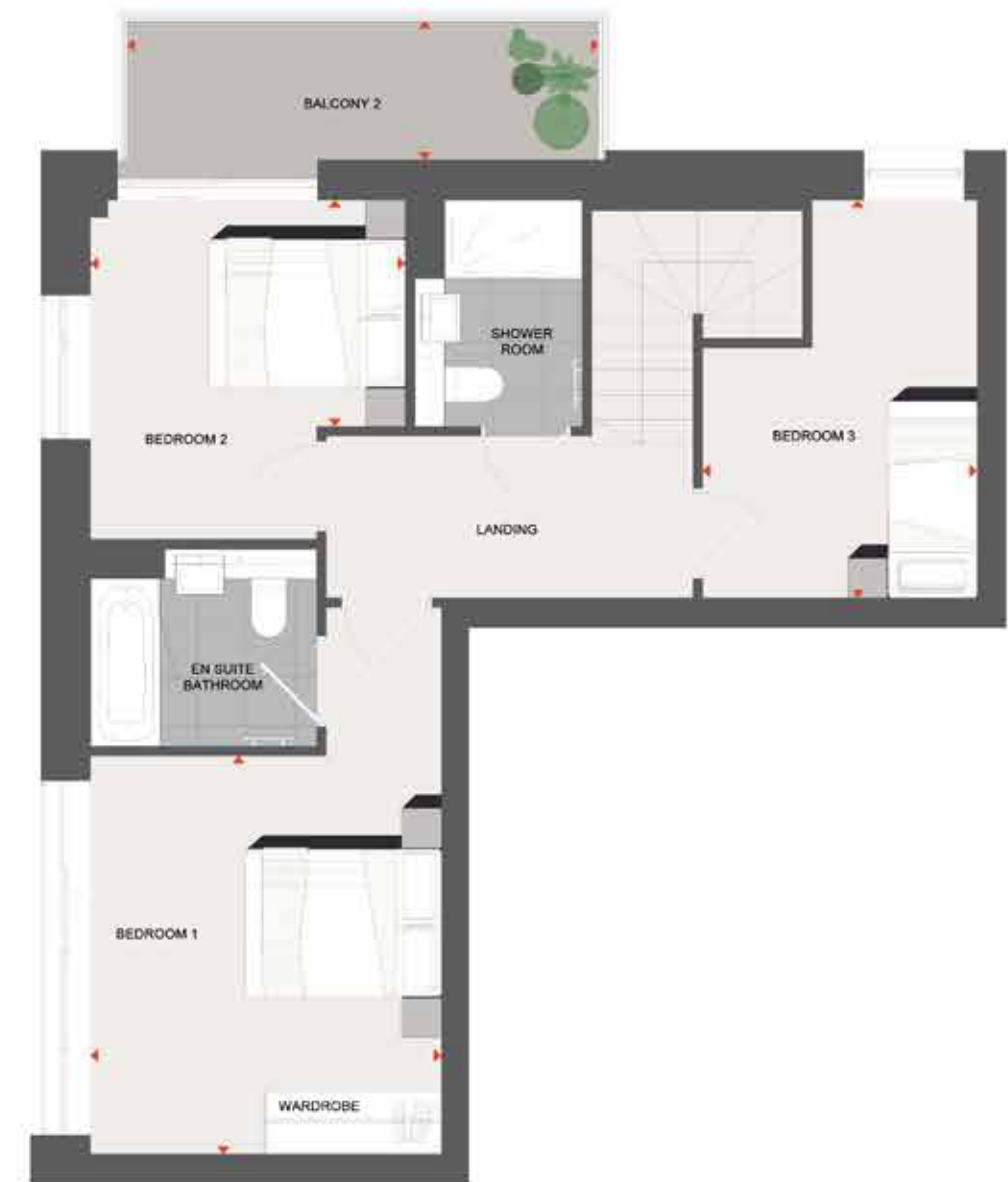 BALCONY 2
SHOWER
ROOM
BEDROOM 2
BEDROOM 3
LANDING
EN SUITE
BATHROOM
BEDROOM 1
WARDROBE